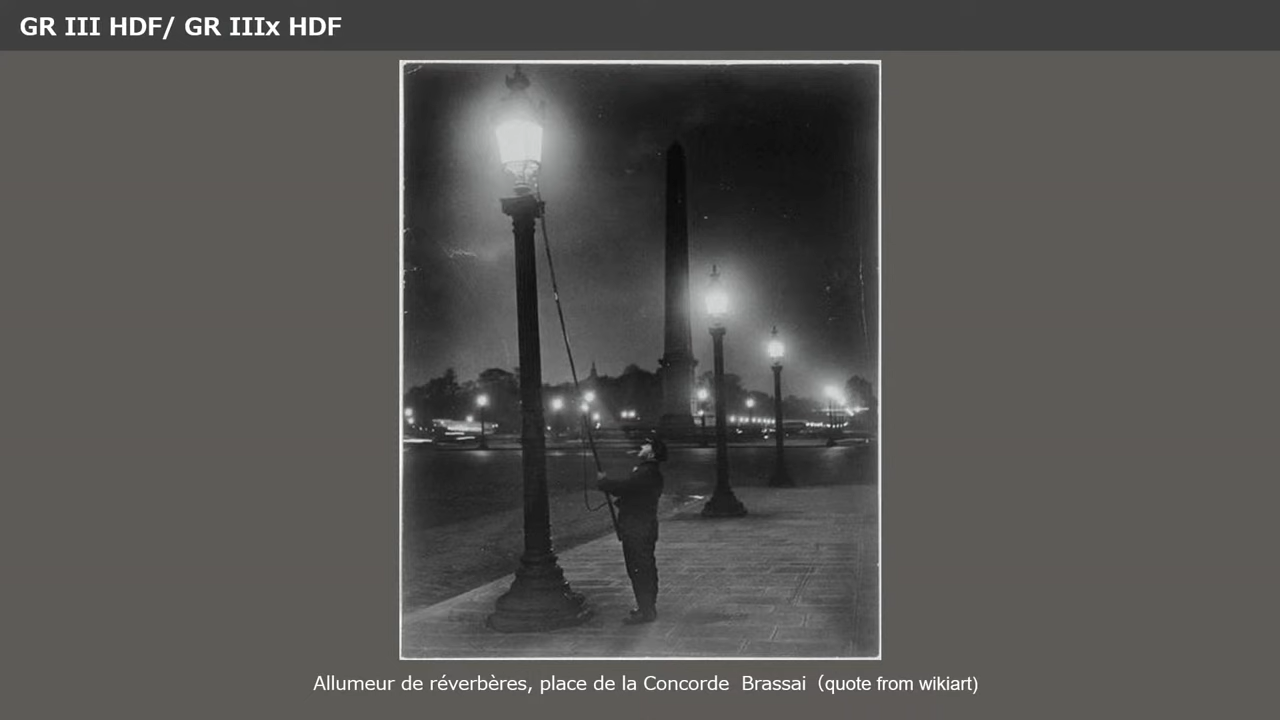 GR III HDF/ GR IIIx HDF
Allumeur de réverbères, place de la Concorde  Brassai（quote from wikiart)